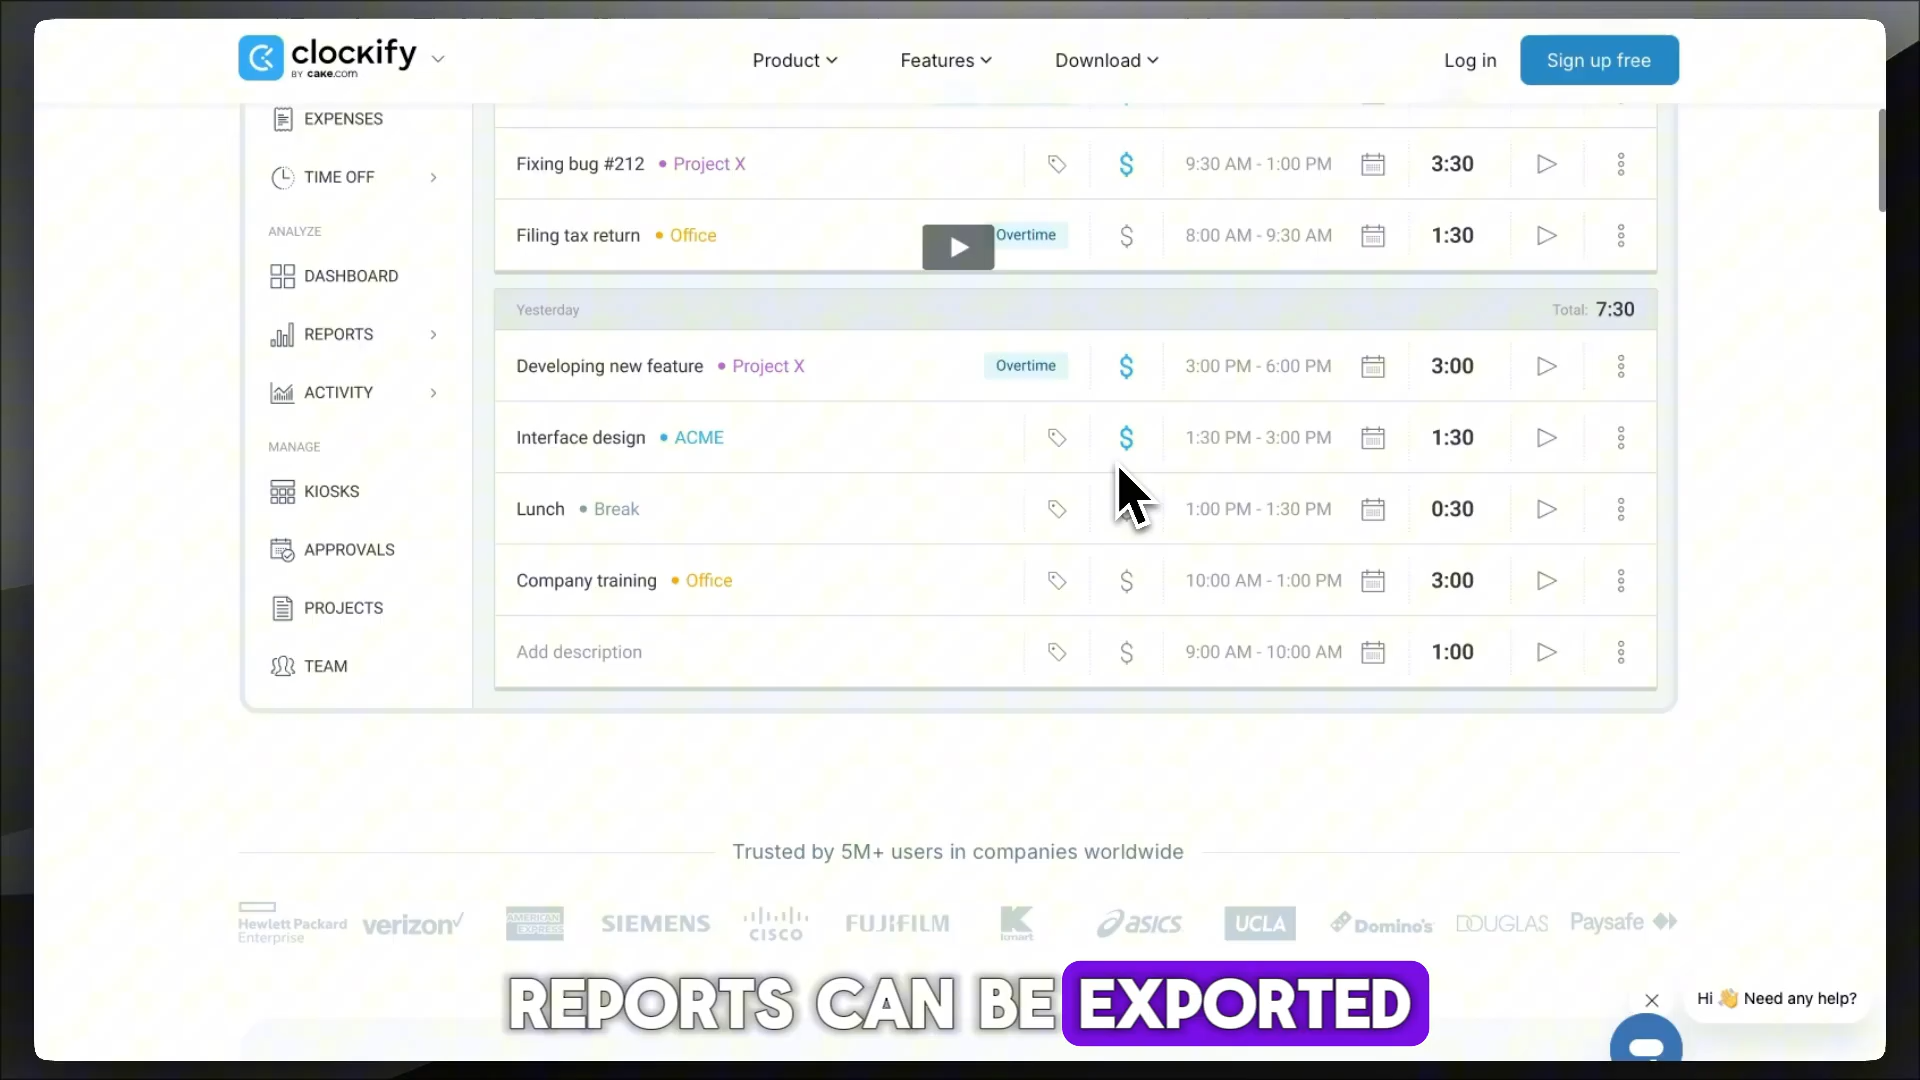 clockify
BY cake.com
Product
Features
Download
Log in
Sign up free
EXPENSES
TIME OFF
ANALYZE
DASHBOARD
REPORTS
ACTIVITY
MANAGE
KIOSKS
APPROVALS
PROJECTS
TEAM
Fixing bug #212 • Project X $ 9:30 AM - 1:00 PM 3:30
Filing tax return • Office Overtime $ 8:00 AM - 9:30 AM 1:30
Yesterday Total: 7:30
Developing new feature • Project X Overtime $ 3:00 PM - 6:00 PM 3:00
Interface design • ACME $ 1:30 PM - 3:00 PM 1:30
Lunch • Break 1:00 PM - 1:30 PM 0:30
Company training • Office $ 10:00 AM - 1:00 PM 3:00
Add description $ 9:00 AM - 10:00 AM 1:00
Trusted by 5M+ users in companies worldwide
Hewlett Packard
Enterprise
verizon✓
AMERICAN
EXPRESS
SIEMENS
CISCO
FUJIFILM
K
kmart
asics
UCLA
Domino's
DOUGLAS
Paysafe
REPORTS CAN BE EXPORTED
Hi 👋 Need any help?